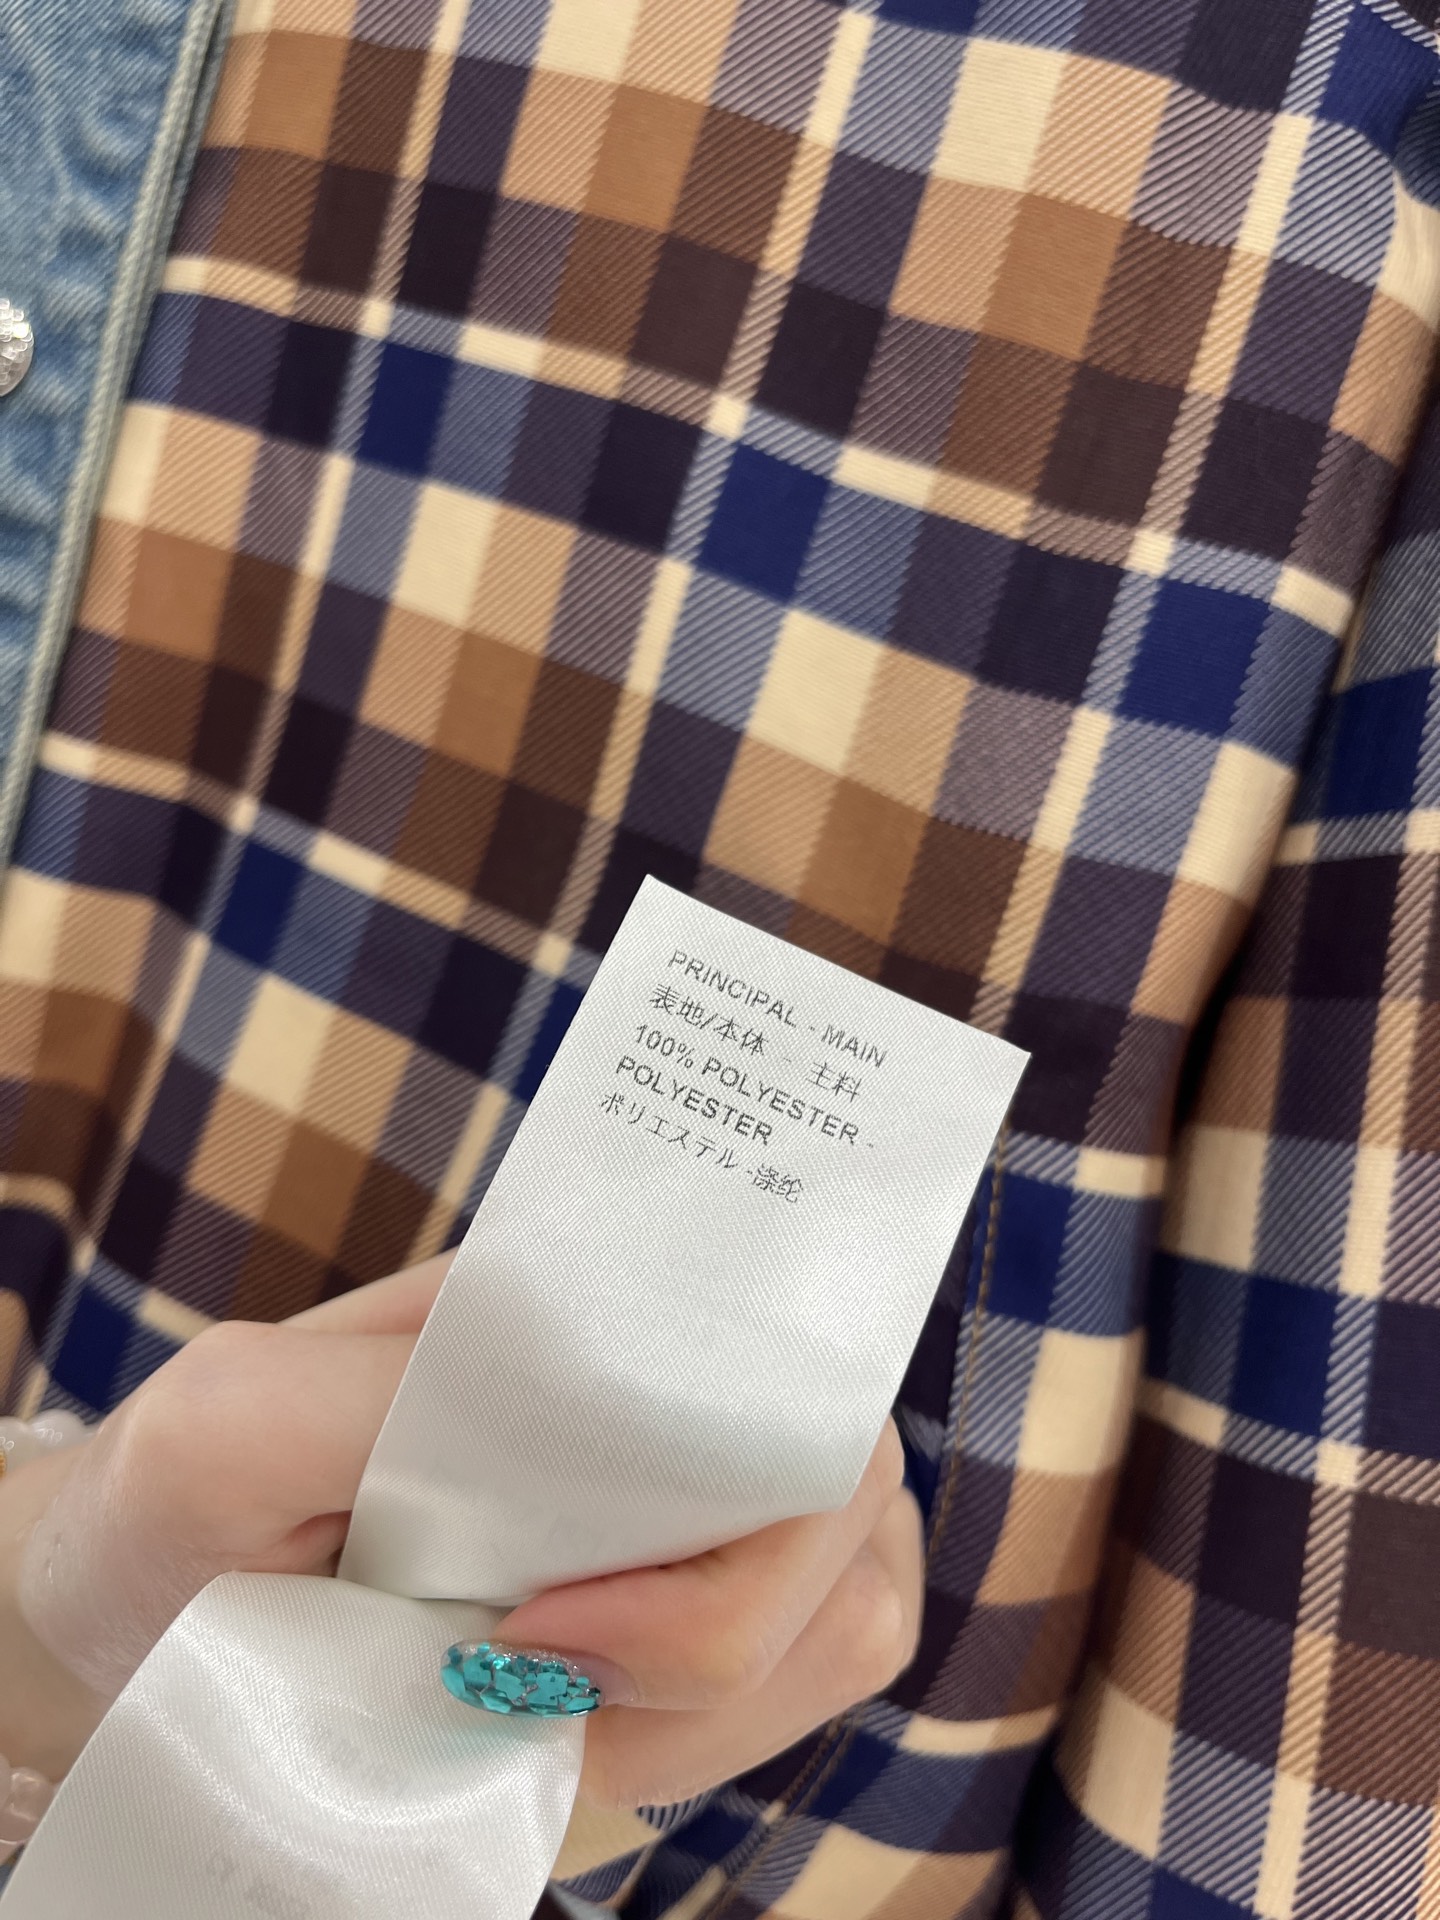 PRINCIPAL - MAIN
表地/本体 - 主料
100% POLYESTER -
POLYESTER
ポリエステル -涤纶